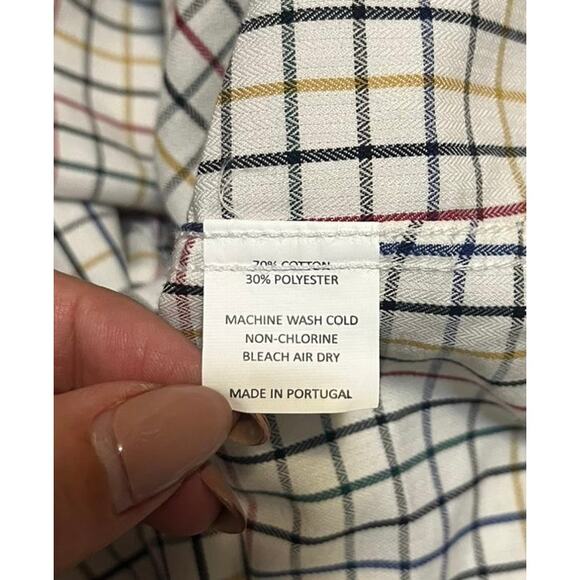 70% COTTON
30% POLYESTER
MACHINE WASH COLD
NON-CHLORINE
BLEACH AIR DRY
MADE IN PORTUGAL